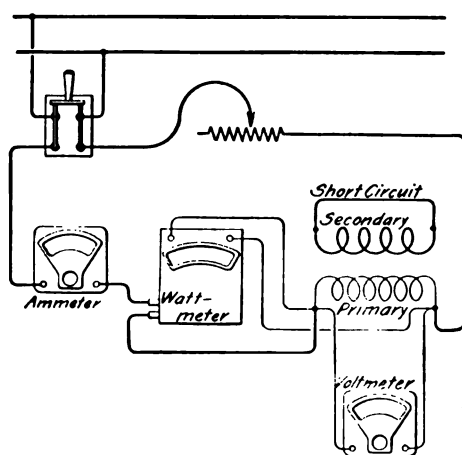 Short Circuit
Secondary
Ammeter
Watt-
meter
Primary
Voltmeter